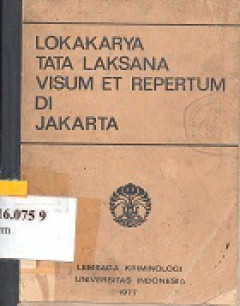 LOKAKARYA
TATA LAKSANA
VISUM ET REPERTUM
DI
JAKARTA
16.075 9
LEMBAGA KRIMINOLOGI
UNIVERSITAS INDONESIA
1977